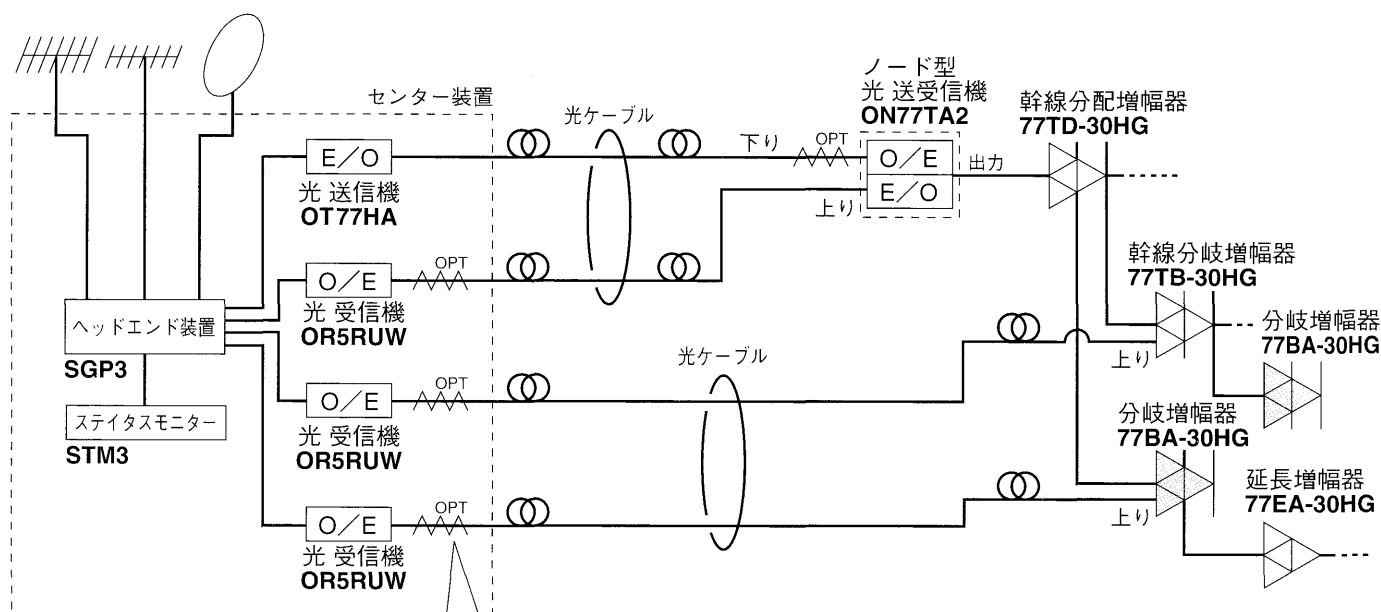 センター装置
光ケーブル
ノード型
光 送受信機
ON77TA2
幹線分配増幅器
77TD-30HG
E/O
下り
OPT
O/E
出力
E/O
上り
光 送信機
OT77HA
幹線分岐増幅器
77TB-30HG
OPT
O/E
光 受信機
OR5RUW
ヘッドエンド装置
SGP3
分岐増幅器
77BA-30HG
光ケーブル
上り
OPT
O/E
光 受信機
OR5RUW
ステイタスモニター
STM3
分岐増幅器
77BA-30HG
延長増幅器
77EA-30HG
OPT
O/E
上り
光 受信機
OR5RUW